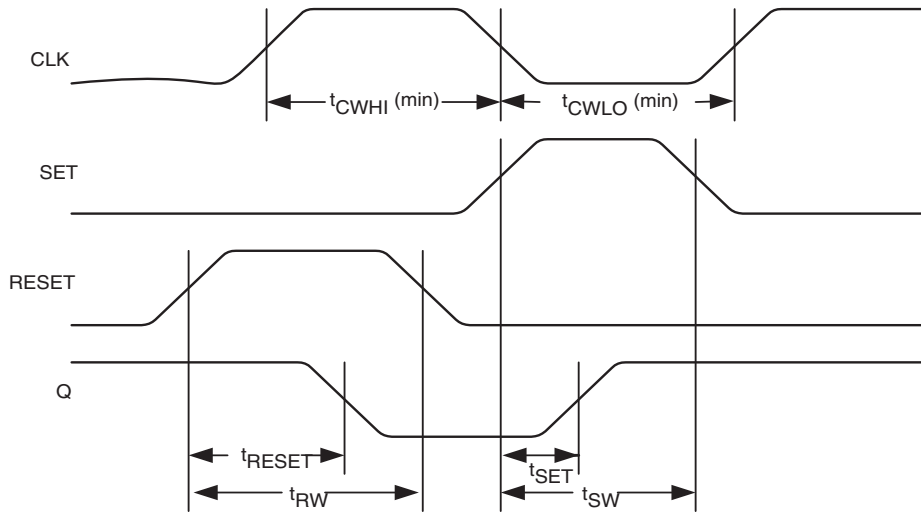 CLK
tCWHI (min)
tCWLO (min)
SET
RESET
Q
tRESET
tSET
tRW
tSW